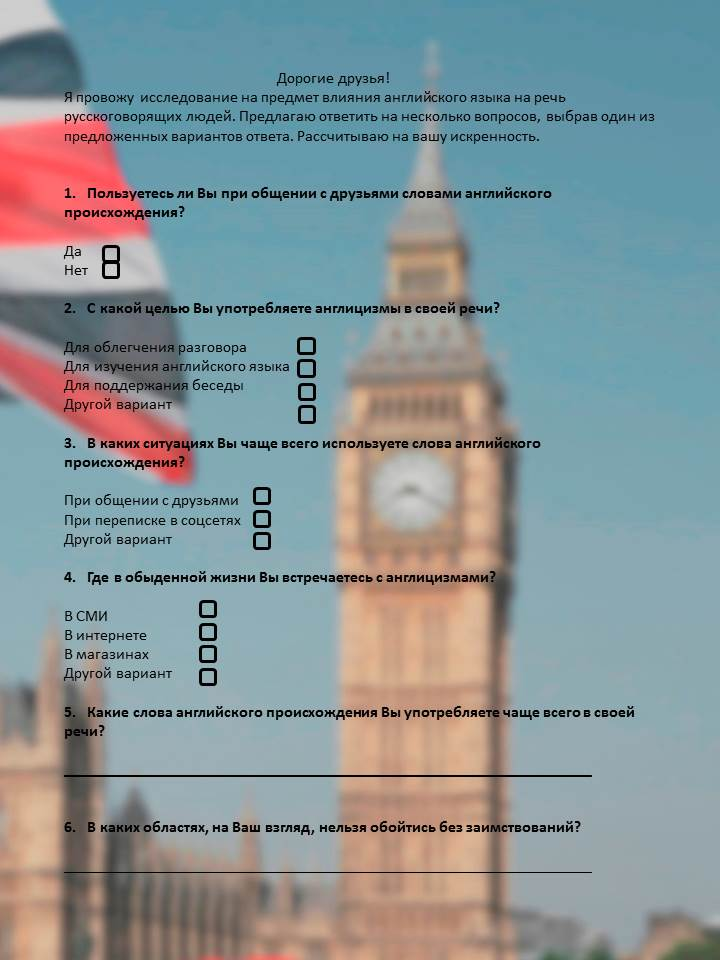 Дорогие друзья!
Я провожу исследование на предмет влияния английского языка на речь
русскоговорящих людей. Предлагаю ответить на несколько вопросов, выбрав один из
предложенных вариантов ответа. Рассчитываю на вашу искренность.
1. Пользуетесь ли Вы при общении с друзьями словами английского
происхождения?
Да
Нет
2. С какой целью Вы употребляете англицизмы в своей речи?
Для облегчения разговора
Для изучения английского языка
Для поддержания беседы
Другой вариант
3. В каких ситуациях Вы чаще всего используете слова английского
происхождения?
При общении с друзьями
При переписке в соцсетях
Другой вариант
4. Где в обыденной жизни Вы встречаетесь с англицизмами?
В СМИ
В интернете
В магазинах
Другой вариант
5. Какие слова английского происхождения Вы употребляете чаще всего в своей
речи?
6. В каких областях, на Ваш взгляд, нельзя обойтись без заимствований?